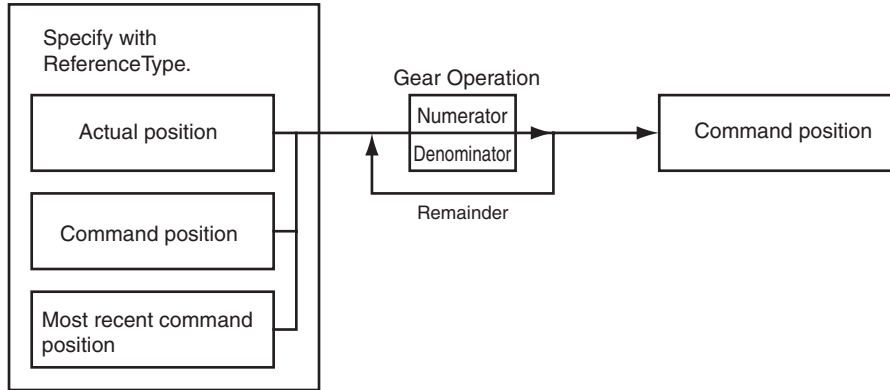 Specify with
ReferenceType.
Actual position
Command position
Most recent command
position
Gear Operation
Numerator
Denominator
Remainder
Command position